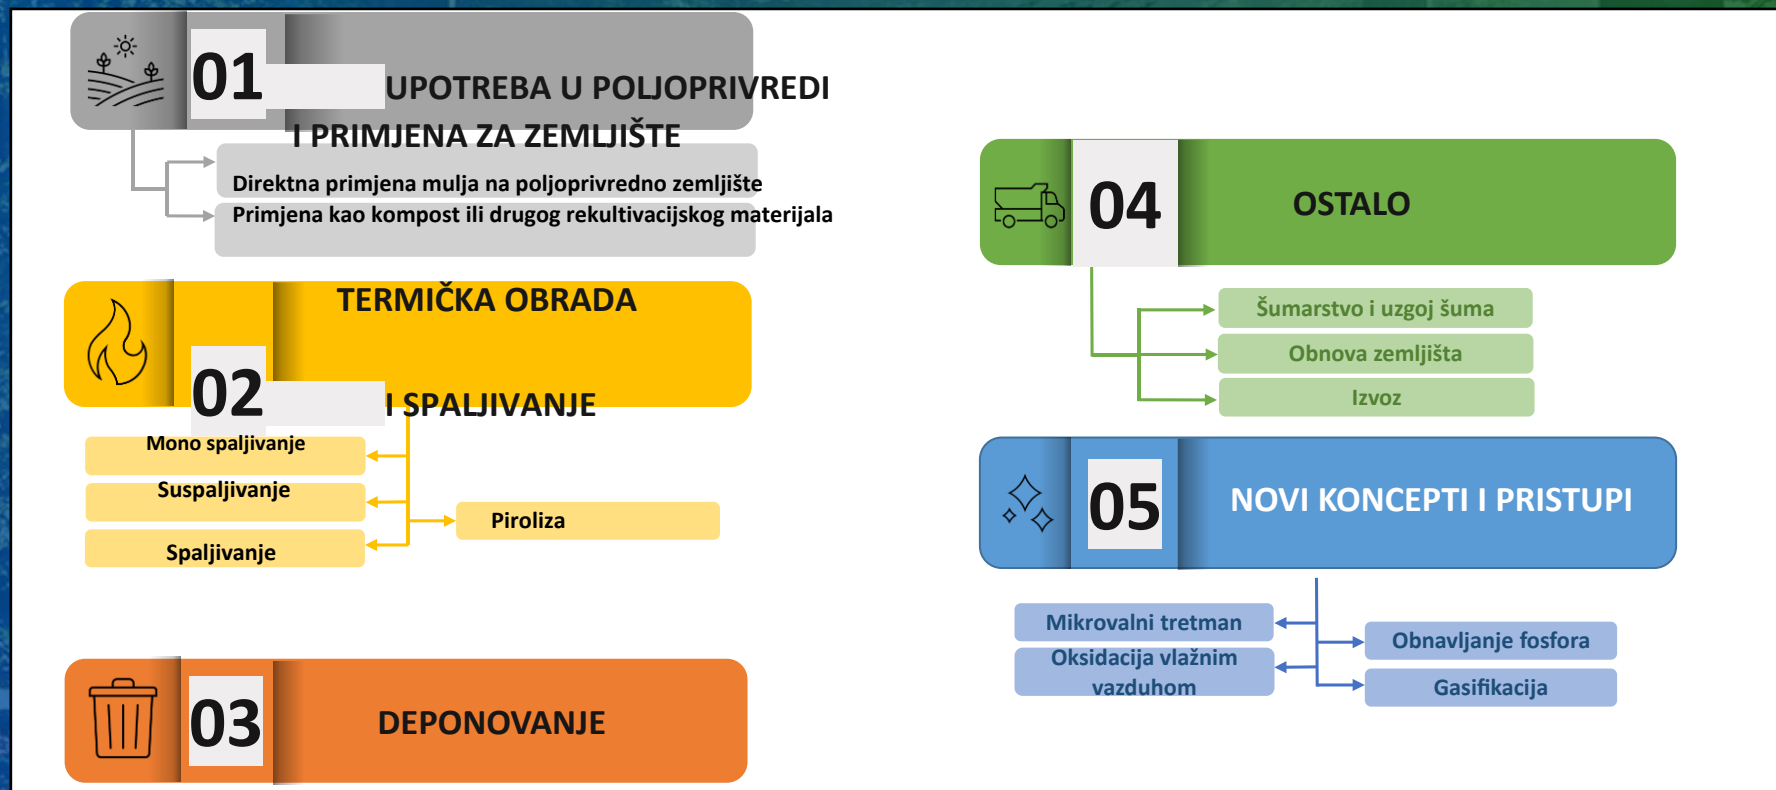 01
UPOTREBA U POLJOPRIVREDI
I PRIMJENA ZA ZEMLJIŠTE
Direktna primjena mulja na poljoprivredno zemljište
Primjena kao kompost ili drugog rekultivacijskog materijala
TERMIČKA OBRADA
02
I SPALJIVANJE
Mono spaljivanje
Suspaljivanje
Spaljivanje
Piroliza
03
DEPONOVANJE
04
OSTALO
Šumarstvo i uzgoj šuma
Obnova zemljišta
Izvoz
05
NOVI KONCEPTI I PRISTUPI
Mikrovalni tretman
Oksidacija vlažnim
vazduhom
Obnavljanje fosfora
Gasifikacija